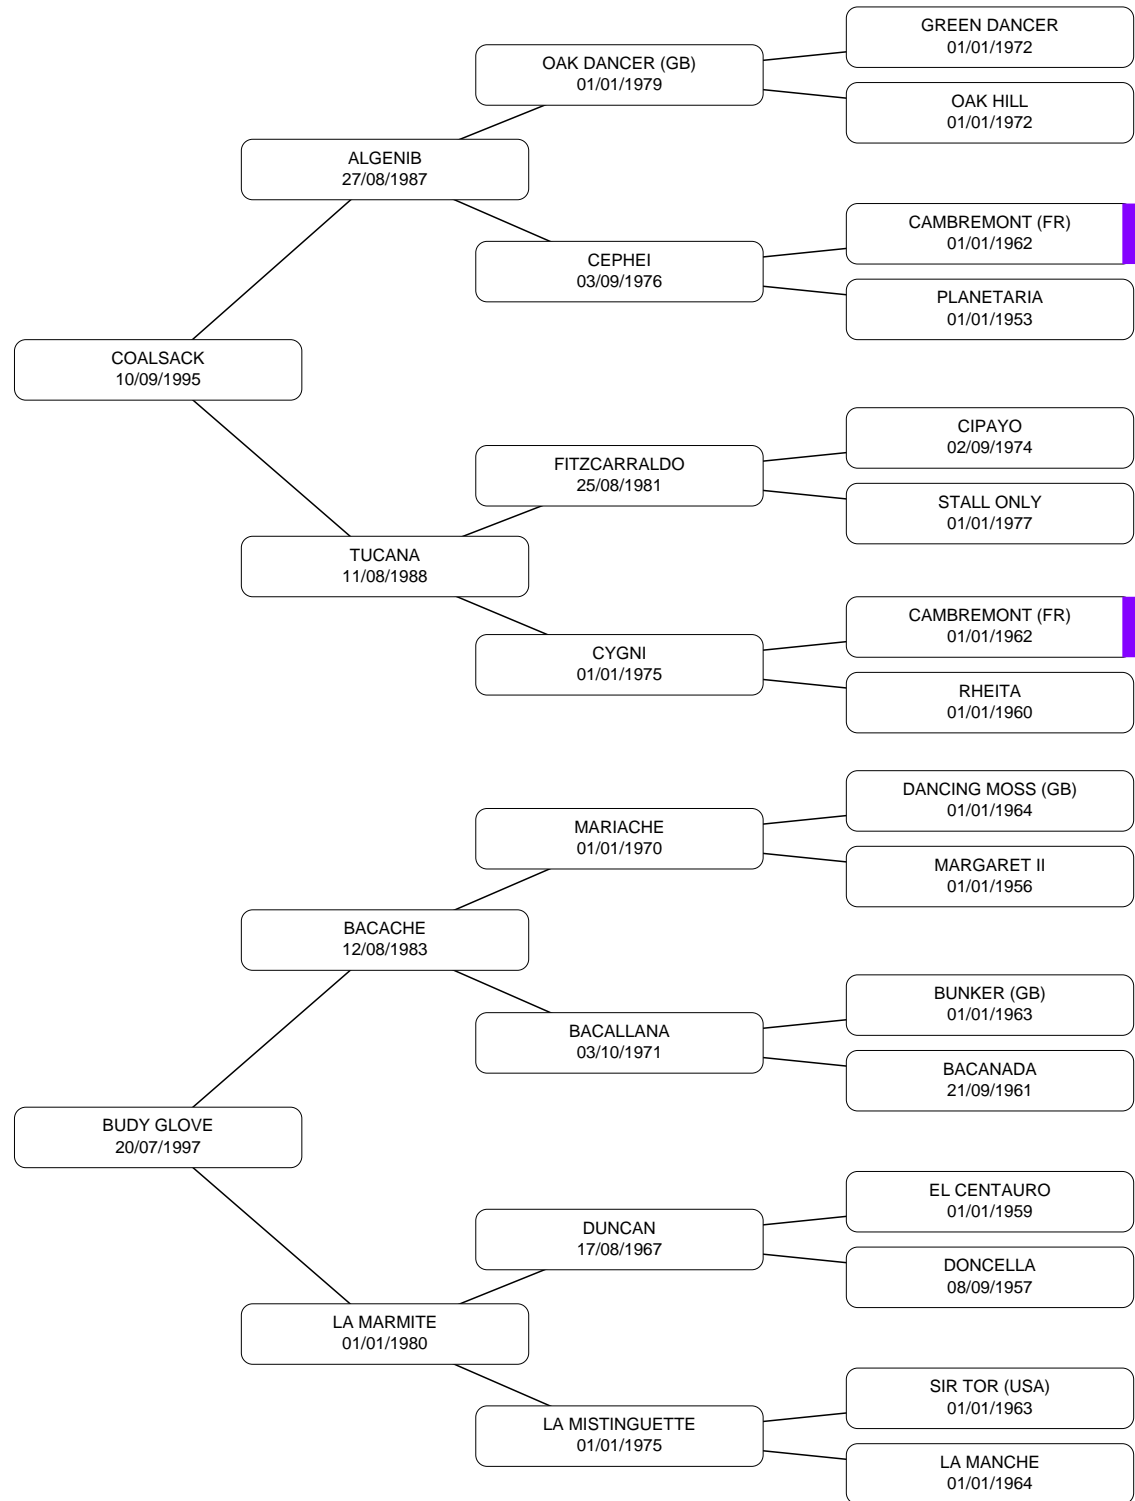 GREEN DANCER
01/01/1972
OAK DANCER (GB)
01/01/1979
OAK HILL
01/01/1972
ALGENIB
27/08/1987
CAMBREMONT (FR)
01/01/1962
CEPHEI
03/09/1976
PLANETARIA
01/01/1953
COALSACK
10/09/1995
CIPAYO
02/09/1974
FITZCARRALDO
25/08/1981
STALL ONLY
01/01/1977
TUCANA
11/08/1988
CAMBREMONT (FR)
01/01/1962
CYGNI
01/01/1975
RHEITA
01/01/1960
DANCING MOSS (GB)
01/01/1964
MARIACHE
01/01/1970
MARGARET II
01/01/1956
BACACHE
12/08/1983
BUNKER (GB)
01/01/1963
BACALLANA
03/10/1971
BACANADA
21/09/1961
BUDY GLOVE
20/07/1997
EL CENTAURO
01/01/1959
DUNCAN
17/08/1967
DONCELLA
08/09/1957
LA MARMITE
01/01/1980
SIR TOR (USA)
01/01/1963
LA MISTINGUETTE
01/01/1975
LA MANCHE
01/01/1964